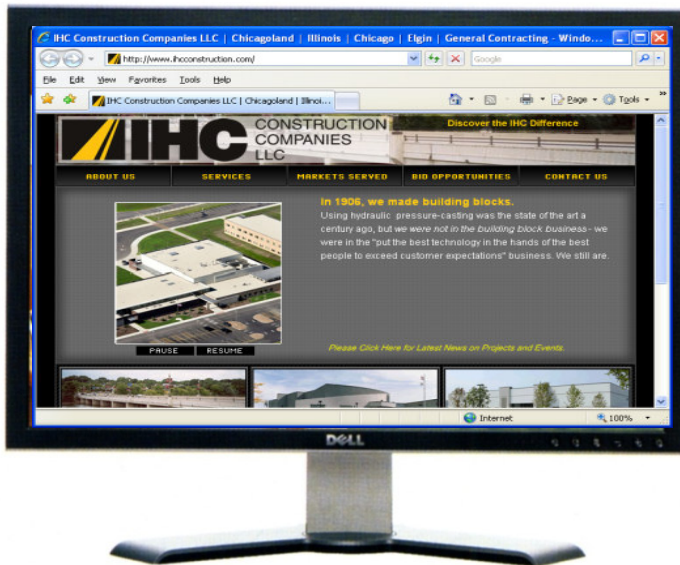 IHC Construction Companies LLC | Chicagoland | Illinois | Chicago | Elgin | General Contracting - Windo...
http://www.ihcconstruction.com/
Google
File Edit View Favorites Tools Help
IHC Construction Companies LLC | Chicagoland | Illinoi...
Page Tools »
IHC CONSTRUCTION COMPANIES LLC
Discover the IHC Difference
ABOUT US SERVICES MARKETS SERVED BID OPPORTUNITIES CONTACT US
In 1906, we made building blocks.
Using hydraulic pressure-casting was the state of the art a
century ago, but we were not in the building block business - we
were in the "put the best technology in the hands of the best
people to exceed customer expectations" business. We still are.
PAUSE RESUME
Please Click Here for Latest News on Projects and Events.
Internet 100%
DELL